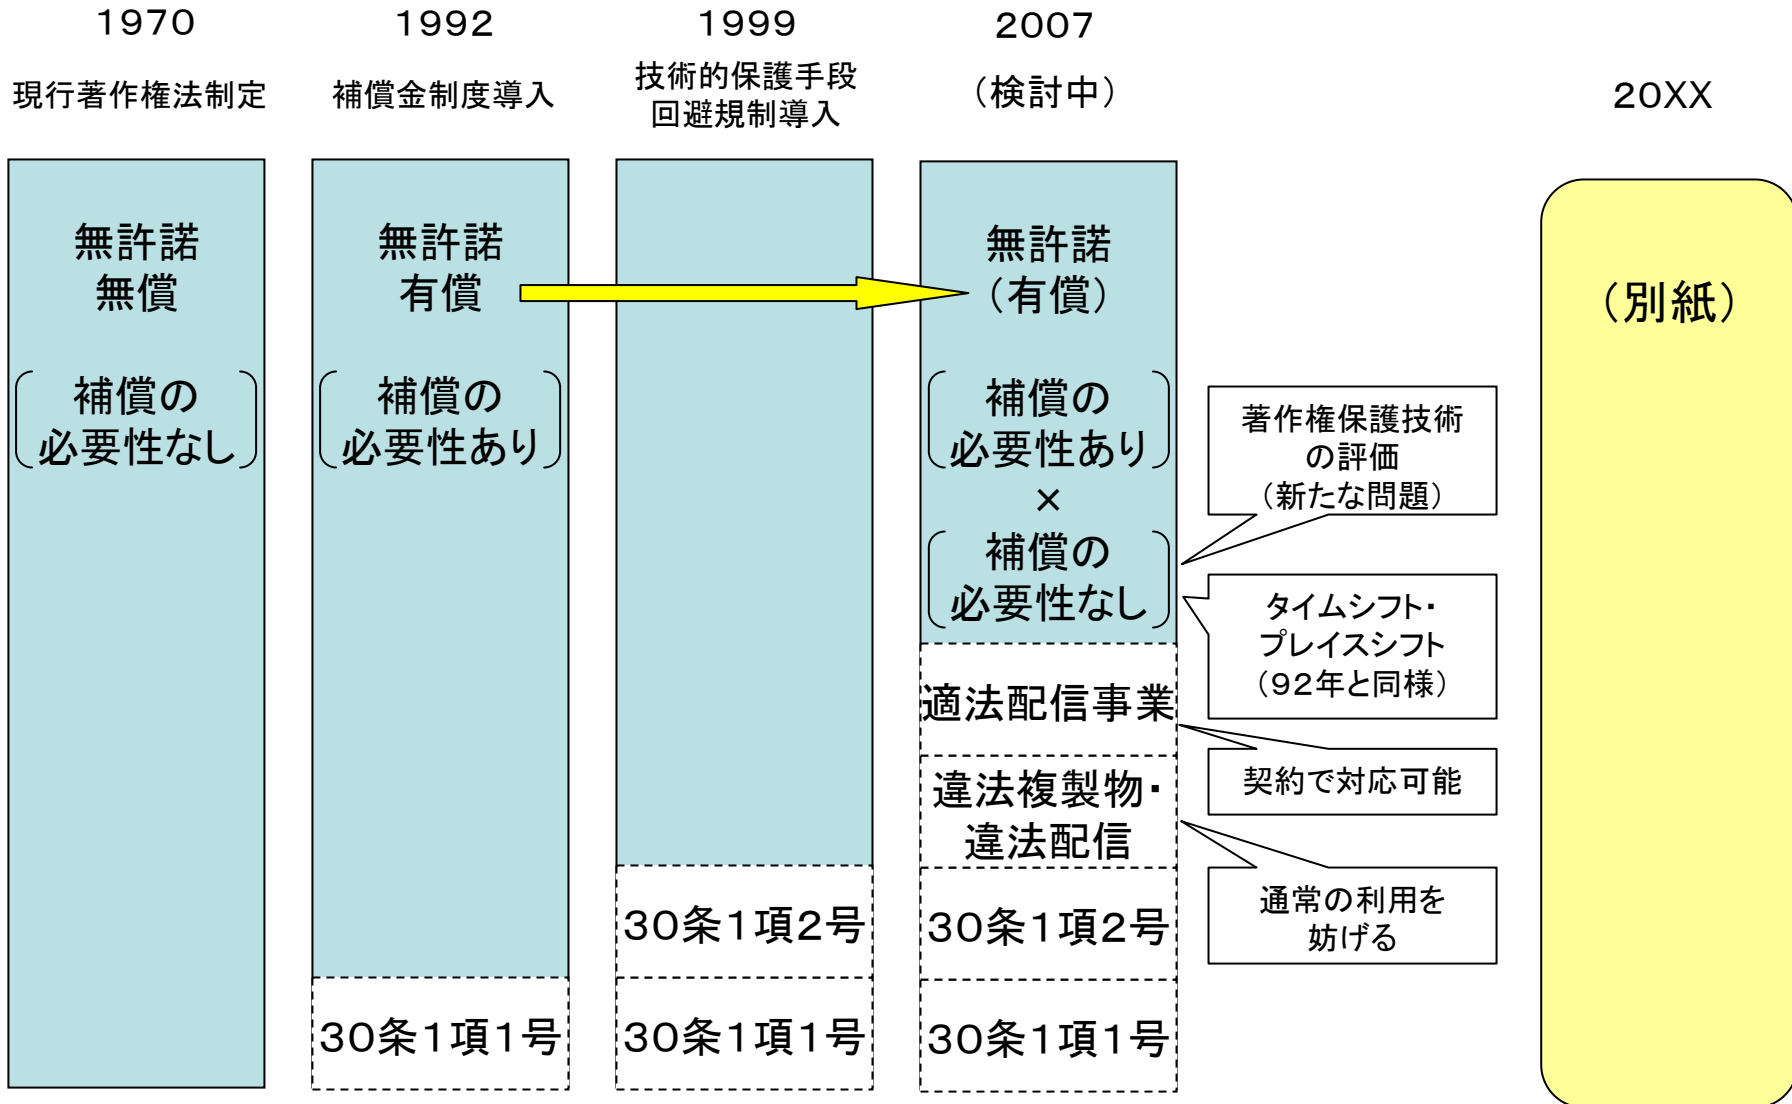 1970
現行著作権法制定
無許諾
無償
補償の
必要性なし
1992
補償金制度導入
無許諾
有償
補償の
必要性あり
30条1項1号
1999
技術的保護手段
回避規制導入
30条1項2号
30条1項1号
2007
（検討中）
無許諾
（有償）
補償の
必要性あり
×
補償の
必要性なし
適法配信事業
違法複製物・
違法配信
30条1項2号
30条1項1号
著作権保護技術
の評価
（新たな問題）
タイムシフト・
プレイスシフト
（92年と同様）
契約で対応可能
通常の利用を
妨げる
20XX
（別紙）